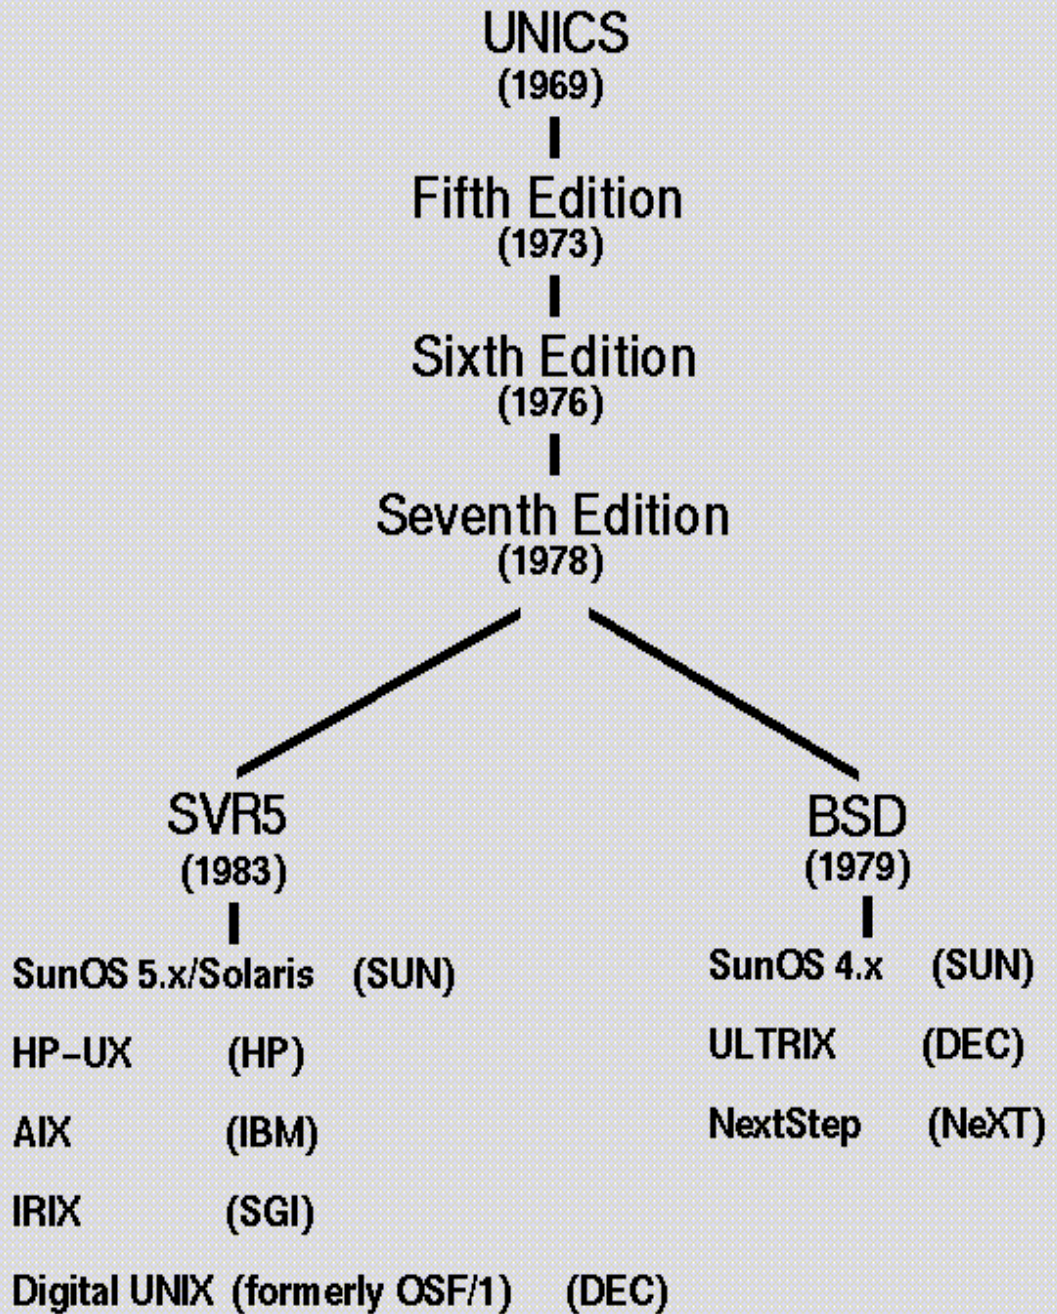 UNICS
(1969)
Fifth Edition
(1973)
Sixth Edition
(1976)
Seventh Edition
(1978)
SVR5
(1983)
SunOS 5.x/Solaris (SUN)
HP-UX (HP)
AIX (IBM)
IRIX (SGI)
Digital UNIX (formerly OSF/1) (DEC)
BSD
(1979)
SunOS 4.x (SUN)
ULTRIX (DEC)
NextStep (NeXT)